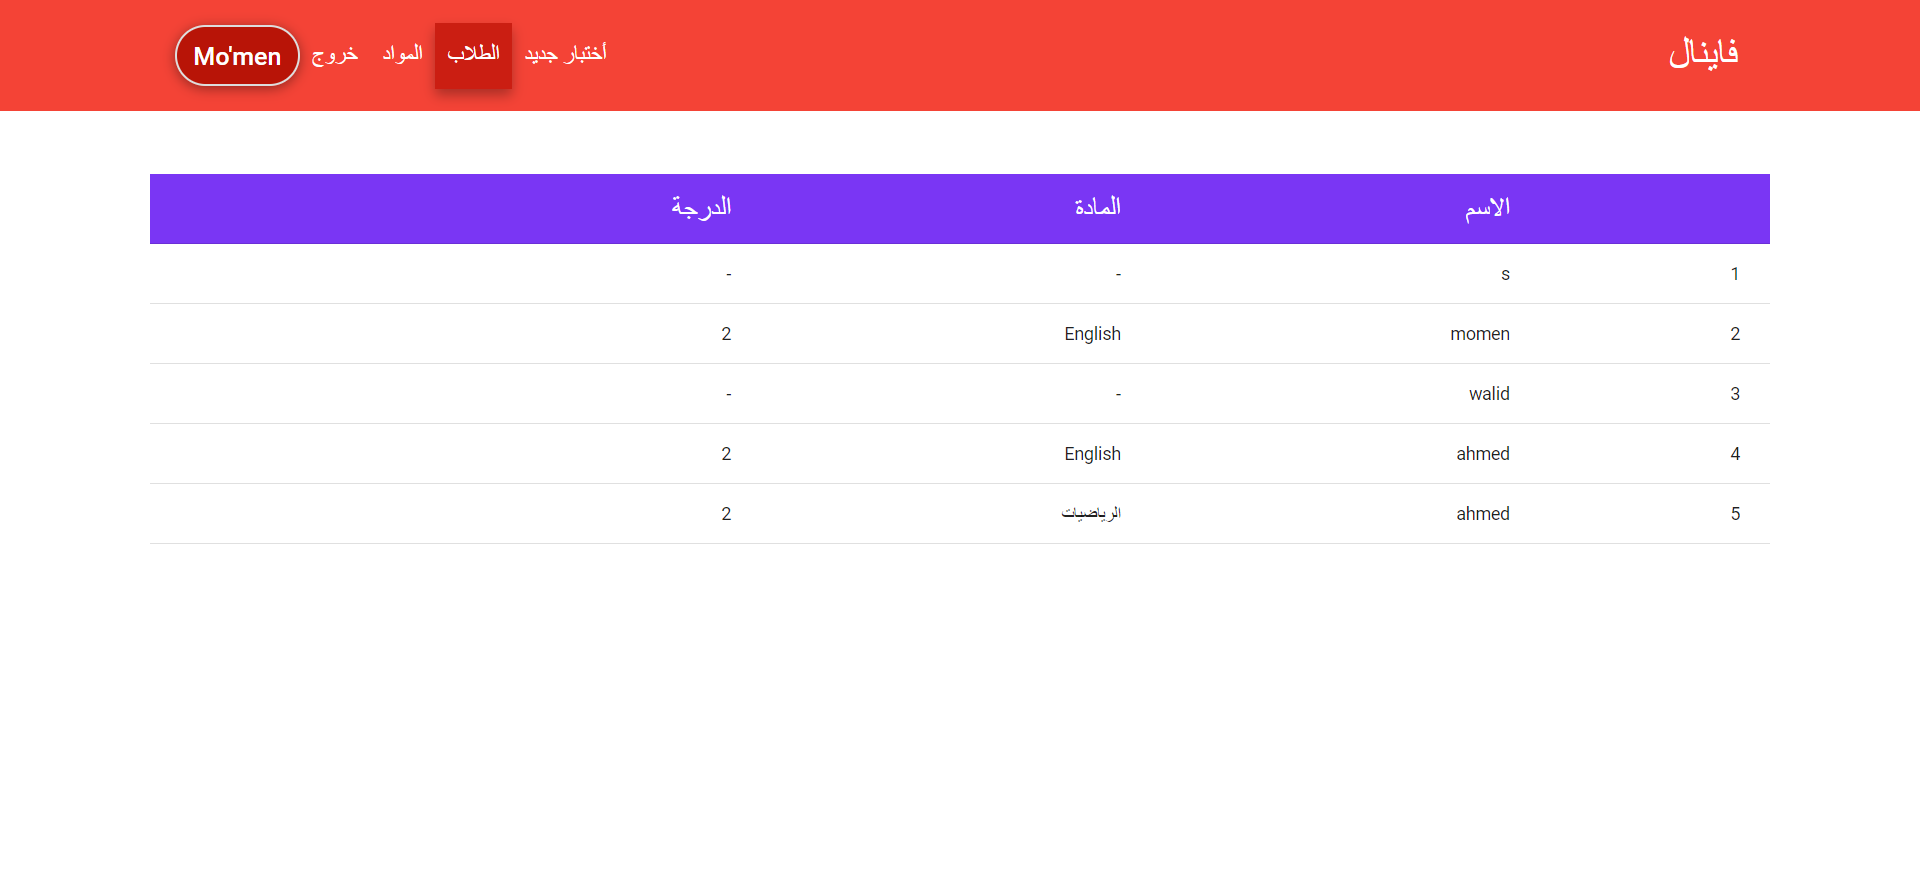 فاينال
أختبار جديد الطلاب المواد خروج Mo'men
الاسم المادة الدرجة
1 s - -
2 momen English 2
3 walid - -
4 ahmed English 2
5 ahmed الرياضيات 2